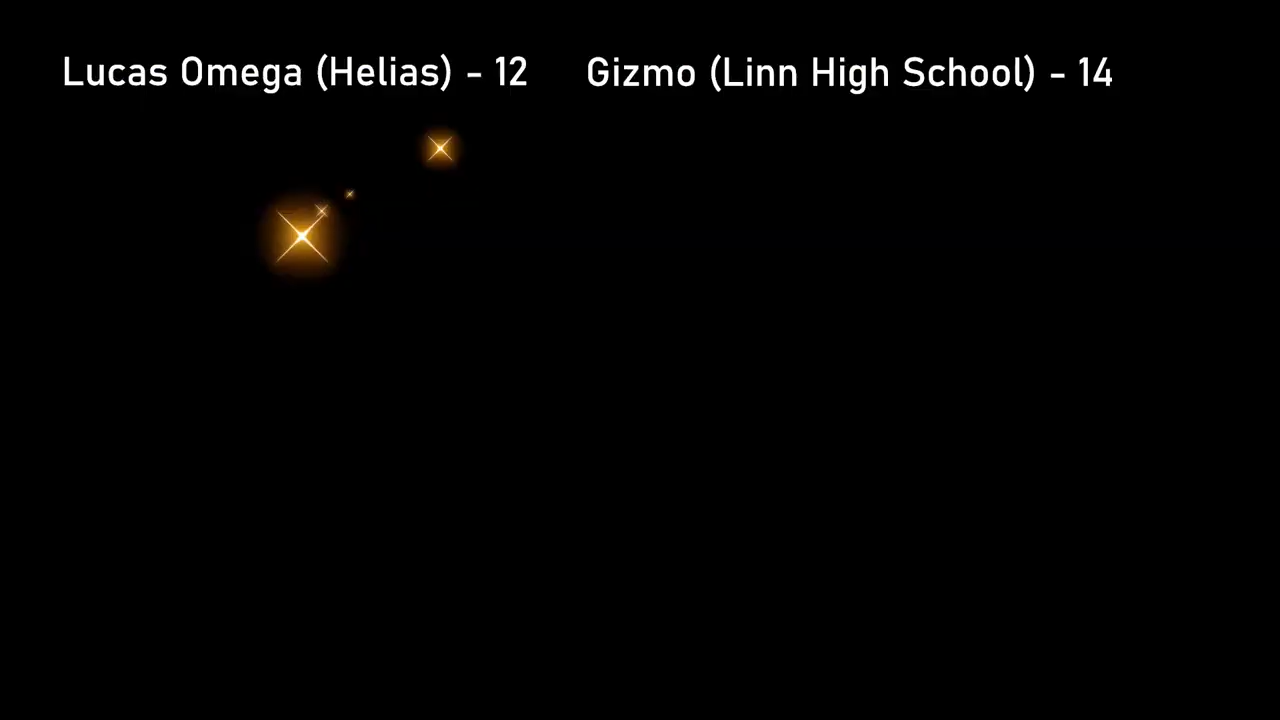 Lucas Omega (Helias) - 12
Gizmo (Linn High School) - 14